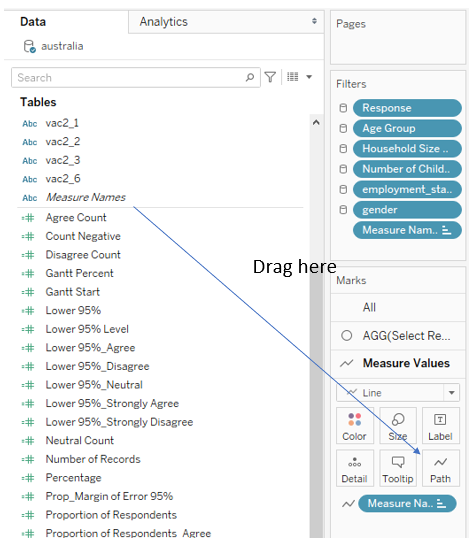 Data
Analytics
australia
Search
Tables
Abc vac2_1
Abc vac2_2
Abc vac2_3
Abc vac2_6
Abc Measure Names
Agree Count
Count Negative
Disagree Count
Gantt Percent
Gantt Start
Lower 95%
Lower 95% Level
Lower 95%_Agree
Lower 95%_Disagree
Lower 95%_Neutral
Lower 95%_Strongly Agree
Lower 95%_Strongly Disagree
Neutral Count
Number of Records
Percentage
Prop_Margin of Error 95%
Proportion of Respondents
Proportion of Respondents_Agree
Drag here
Pages
Filters
Response
Age Group
Household Size ..
Number of Child..
employment_sta..
gender
Measure Nam..
Marks
All
AGG(Select Re...
Measure Values
Line
Color
Size
Label
Detail
Tooltip
Path
Measure Na..